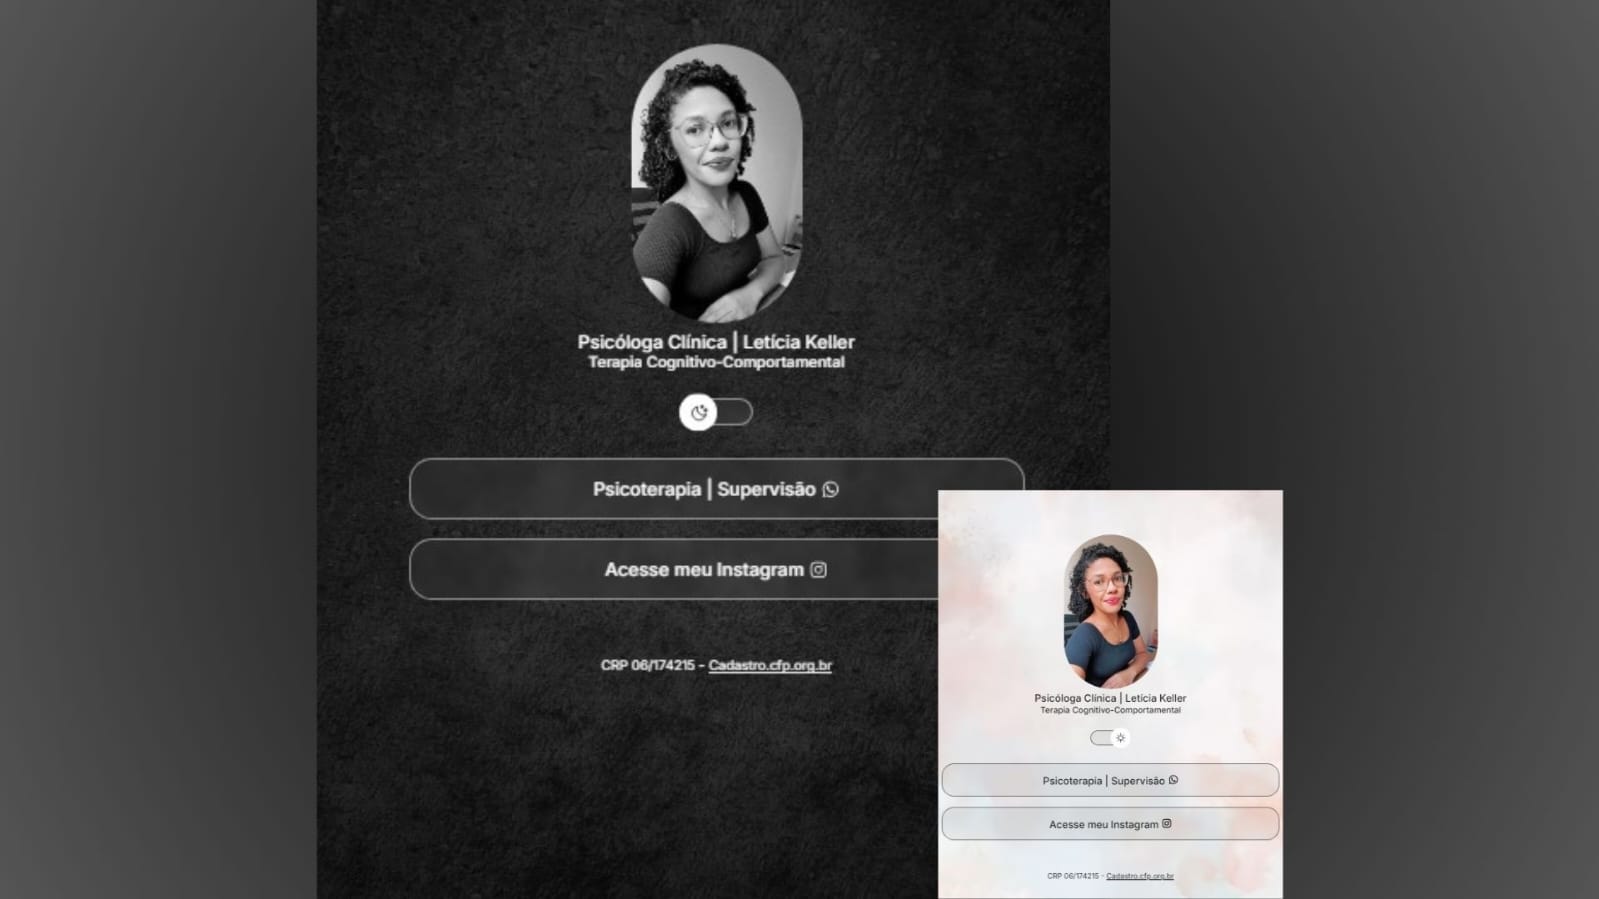 Psicóloga Clínica | Letícia Keller
Terapia Cognitivo-Comportamental
Psicoterapia | Supervisão
Acesse meu Instagram
CRP 06/174215 - Cadastro.cfp.org.br
Psicóloga Clínica | Letícia Keller
Terapia Cognitivo-Comportamental
Psicoterapia | Supervisão
Acesse meu Instagram
CRP 06/174215 - Cadastro.cfp.org.br